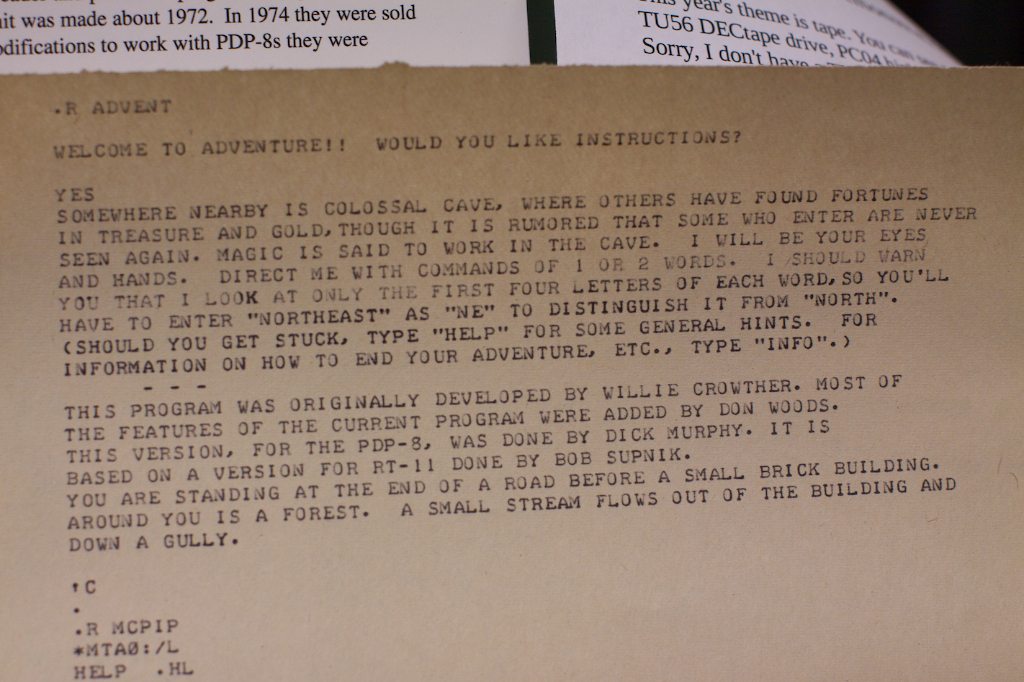 it was made about 1972. In 1974 they were sold
odifications to work with PDP-8s they were
year's theme is tape. You can
TU56 DECtape drive, PC04
Sorry, I don't have
.R ADVENT
WELCOME TO ADVENTURE!! WOULD YOU LIKE INSTRUCTIONS?
YES
SOMEWHERE NEARBY IS COLOSSAL CAVE, WHERE OTHERS HAVE FOUND FORTUNES
IN TREASURE AND GOLD,THOUGH IT IS RUMORED THAT SOME WHO ENTER ARE NEVER
SEEN AGAIN. MAGIC IS SAID TO WORK IN THE CAVE. I WILL BE YOUR EYES
AND HANDS. DIRECT ME WITH COMMANDS OF 1 OR 2 WORDS. I SHOULD WARN
YOU THAT I LOOK AT ONLY THE FIRST FOUR LETTERS OF EACH WORD,SO YOU'LL
HAVE TO ENTER "NORTHEAST" AS "NE" TO DISTINGUISH IT FROM "NORTH".
(SHOULD YOU GET STUCK, TYPE "HELP" FOR SOME GENERAL HINTS. FOR
INFORMATION ON HOW TO END YOUR ADVENTURE, ETC., TYPE "INFO".)
- - -
THIS PROGRAM WAS ORIGINALLY DEVELOPED BY WILLIE CROWTHER. MOST OF
THE FEATURES OF THE CURRENT PROGRAM WERE ADDED BY DON WOODS.
THIS VERSION, FOR THE PDP-8, WAS DONE BY DICK MURPHY. IT IS
BASED ON A VERSION FOR RT-11 DONE BY BOB SUPNIK.
YOU ARE STANDING AT THE END OF A ROAD BEFORE A SMALL BRICK BUILDING.
AROUND YOU IS A FOREST. A SMALL STREAM FLOWS OUT OF THE BUILDING AND
DOWN A GULLY.
↑C
.
.R MCPIP
*MTA0:/L
HELP .HL